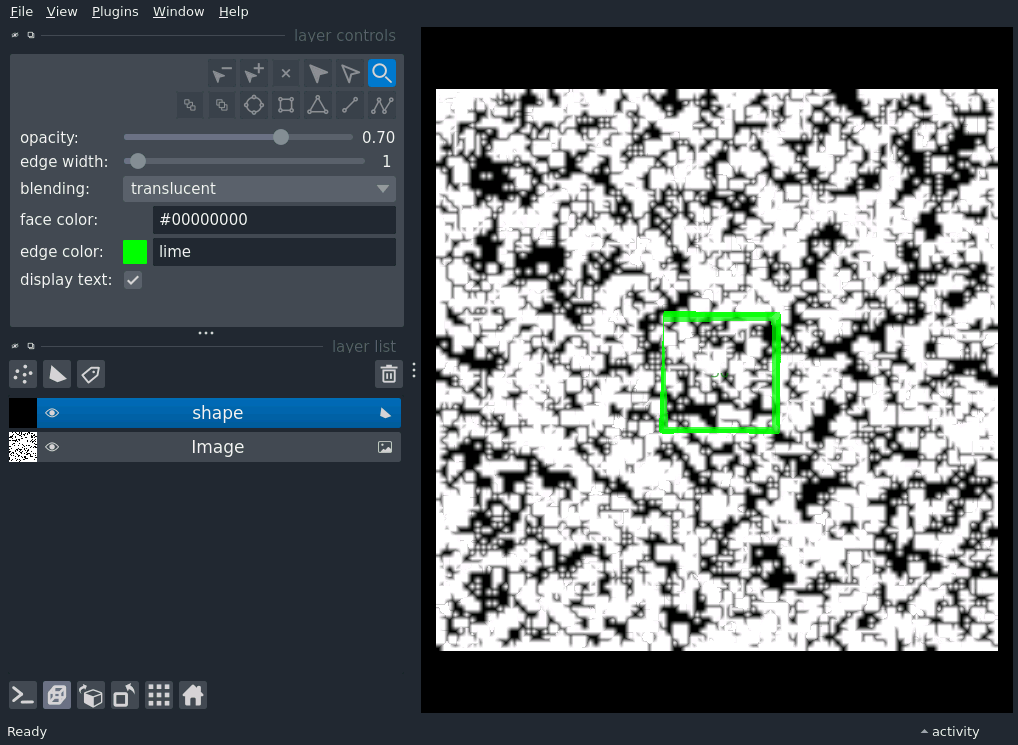 File View Plugins Window Help
layer controls
opacity: 0.70
edge width: 1
blending: translucent
face color: #00000000
edge color: lime
display text:
layer list
shape
Image
Ready
activity